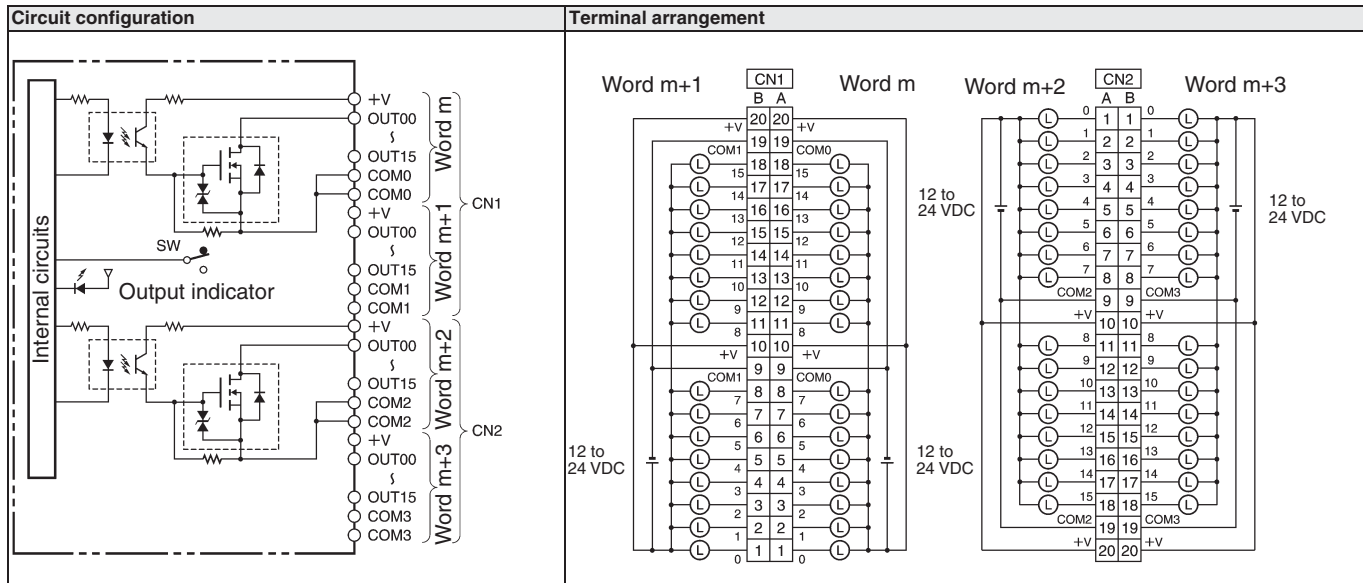 Circuit configuration
Terminal arrangement
Internal circuits
+V
OUT00
≀
OUT15
COM0
COM0
+V
OUT00
≀
OUT15
COM1
COM1
+V
OUT00
≀
OUT15
COM2
COM2
+V
OUT00
≀
OUT15
COM3
COM3
Word m
Word m+1
Word m+2
Word m+3
CN1
CN2
SW
Output indicator
Word m+1
CN1
Word m
B A
20 20
+V +V
19 19
COM1 COM0
L 18 18 L
15 15
L 17 17 L
14 14
L 16 16 L
13 13
L 15 15 L
12 12
L 14 14 L
11 11
L 13 13 L
10 10
L 12 12 L
9 9
L 11 11 L
8 8
10 10
+V +V
9 9
COM1 COM0
L 8 8 L
7 7
L 7 7 L
6 6
L 6 6 L
5 5
L 5 5 L
4 4
L 4 4 L
3 3
L 3 3 L
2 2
L 2 2 L
1 1
L 1 1 L
0 0
12 to
24 VDC
12 to
24 VDC
Word m+2
CN2
Word m+3
A B
L 0 1 1 0 L
L 1 2 2 1 L
L 2 3 3 2 L
L 3 4 4 3 L
L 4 5 5 4 L
L 5 6 6 5 L
L 6 7 7 6 L
L 7 8 8 7 L
COM2 9 9 COM3
+V 10 10 +V
L 8 11 11 8 L
L 9 12 12 9 L
L 10 13 13 10 L
L 11 14 14 11 L
L 12 15 15 12 L
L 13 16 16 13 L
L 14 17 17 14 L
L 15 18 18 15 L
COM2 19 19 COM3
+V 20 20 +V
12 to
24 VDC
12 to
24 VDC